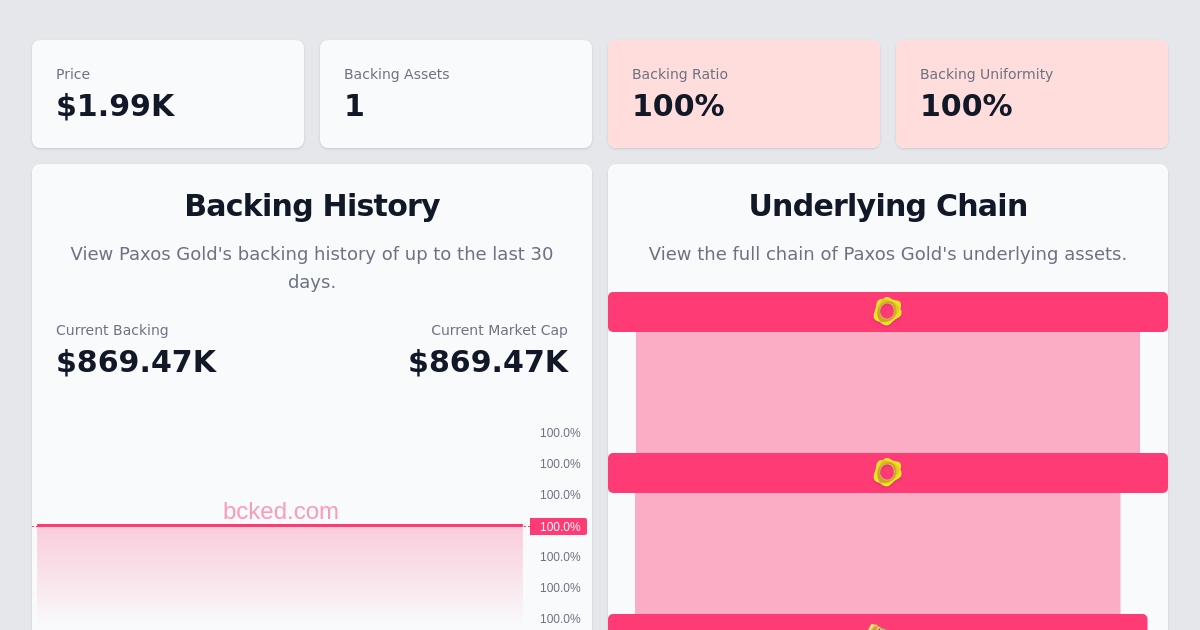 Price
$1.99K
Backing Assets
1
Backing Ratio
100%
Backing Uniformity
100%
Backing History
View Paxos Gold's backing history of up to the last 30
days.
Current Backing
$869.47K
Current Market Cap
$869.47K
100.0%
100.0%
100.0%
bcked.com
100.0%
100.0%
100.0%
100.0%
Underlying Chain
View the full chain of Paxos Gold's underlying assets.